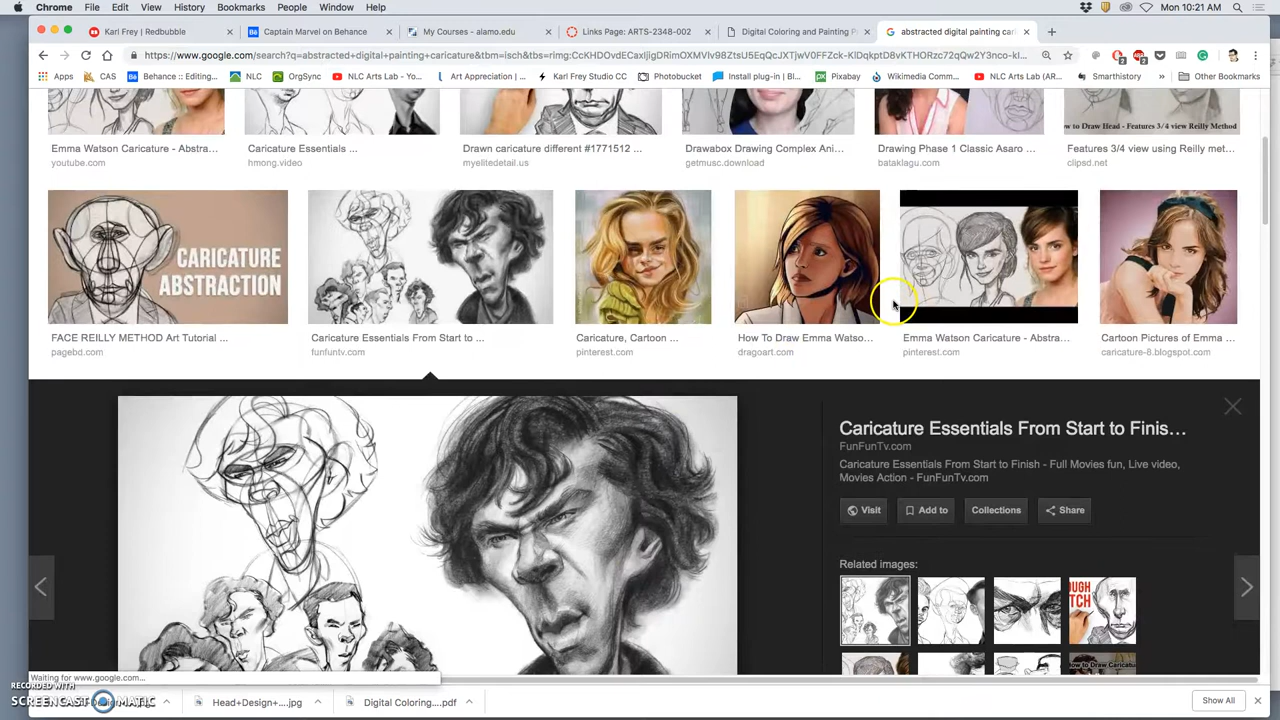 Chrome File Edit View History Bookmarks People Window Help Mon 10:21 AM
Karl Frey | Redbubble Captain Marvel on Behance My Courses - alamo.edu Links Page: ARTS-2348-002 Digital Coloring and Painting P abstracted digital painting cari
https://www.google.com/search?q=abstracted+digital+painting+caricature&tbm=isch&tbs=rimg:
Apps CAS Behance :: Editing... NLC OrgSync NLC Arts Lab - Yo... Art Appreciation |... Karl Frey Studio CC Photobucket Install plug-in | Bl... Pixabay Wikimedia Comm... NLC Arts Lab (AR... Smarthistory » Other Bookmarks
ow to Draw Head - Features 3/4 view Reilly Method
Emma Watson Caricature - Abstra... Caricature Essentials ... Drawn caricature different #1771512 ... Drawabox Drawing Complex Ani... Drawing Phase 1 Classic Asaro ... Features 3/4 view using Reilly met...
youtube.com hmong.video myelitedetail.us getmusc.download bataklagu.com clipsd.net
CARICATURE
ABSTRACTION
FACE REILLY METHOD Art Tutorial ... Caricature Essentials From Start to ... Caricature, Cartoon ... How To Draw Emma Watso... Emma Watson Caricature - Abstra... Cartoon Pictures of Emma ...
pagebd.com funfuntv.com pinterest.com dragoart.com pinterest.com caricature-8.blogspot.com
Caricature Essentials From Start to Finis...
FunFunTv.com
Caricature Essentials From Start to Finish - Full Movies fun, Live video,
Movies Action - FunFunTv.com
Visit Add to Collections Share
Related images:
Waiting for www.google.com...
RECORDED WITH
SCREENCAST MATIC
Head+Design+....jpg Digital Coloring....pdf Show All